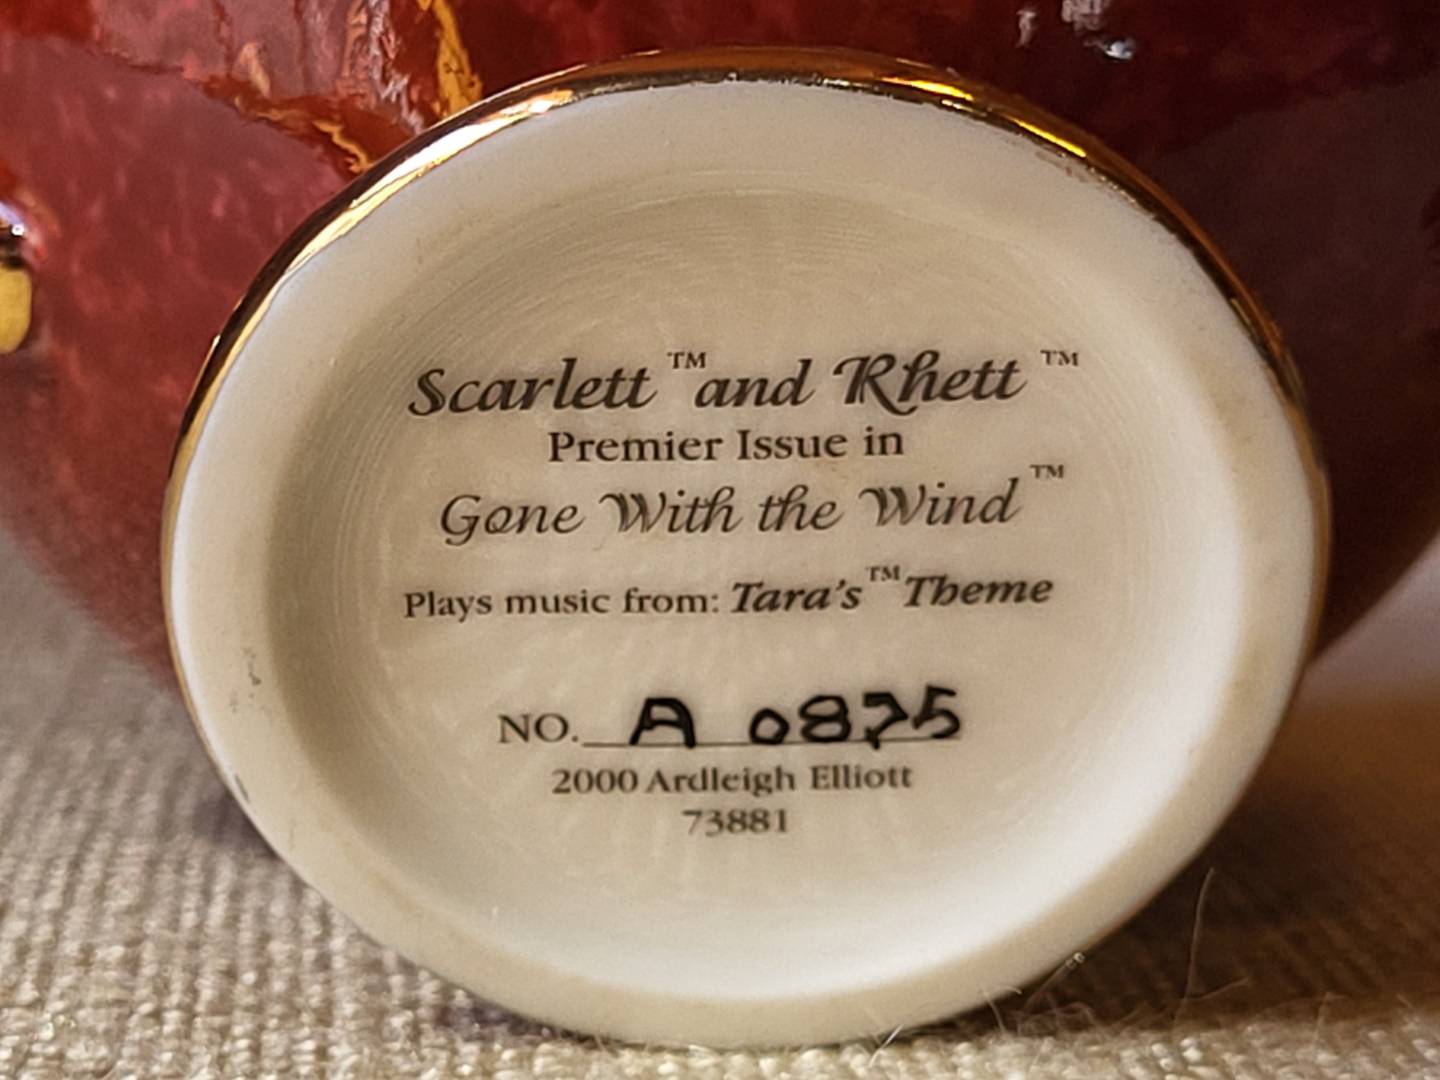 Scarlett™ and Rhett™
Premier Issue in
Gone With the Wind™
Plays music from: Tara's™ Theme
NO. A 0875
2000 Ardleigh Elliott
73881